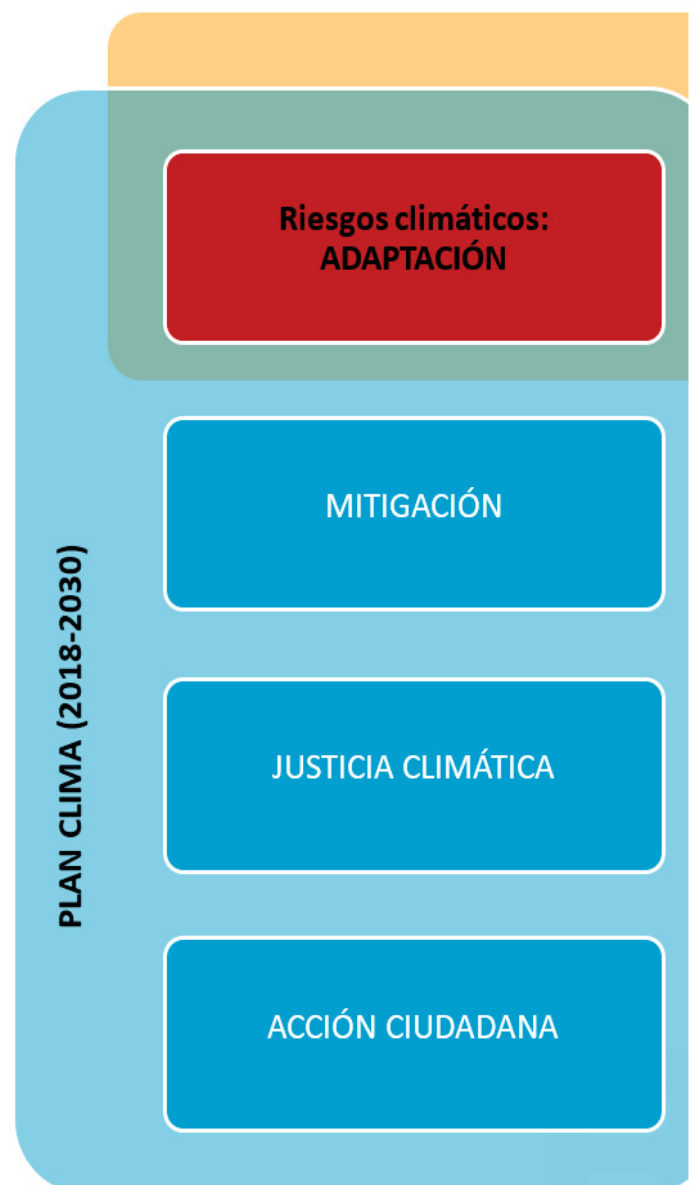 Riesgos climáticos:
ADAPTACIÓN
MITIGACIÓN
JUSTICIA CLIMÁTICA
ACCIÓN CIUDADANA
PLAN CLIMA (2018-2030)